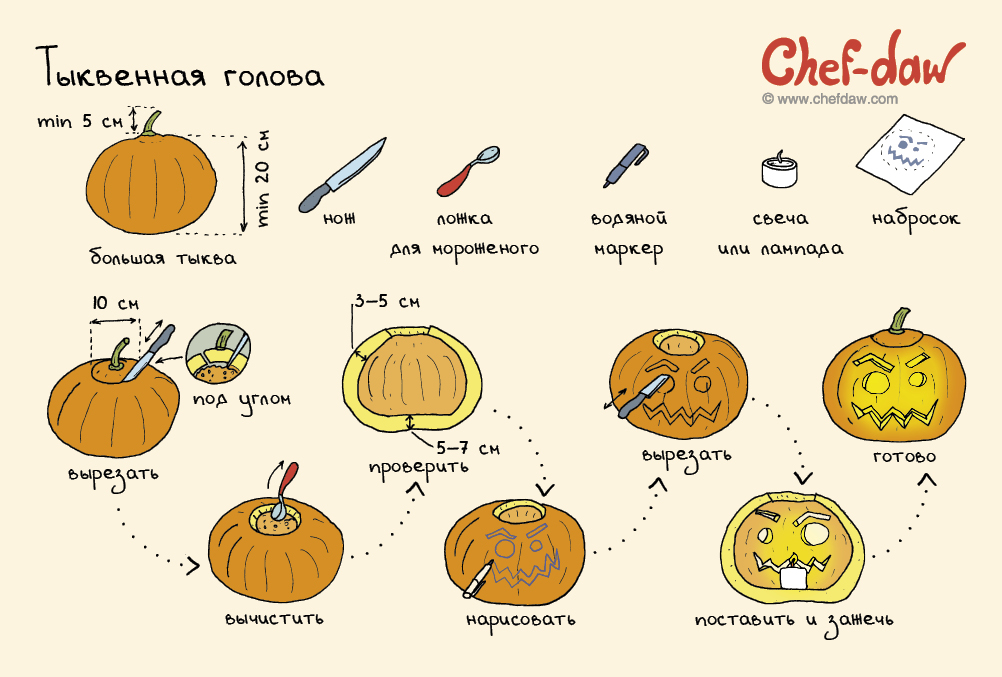 Тыквенная голова
Chef-daw
© www.chefdaw.com
min 5 см
min 20 см
большая тыква
нож
ложка
для мороженого
водяной
маркер
свеча
или лампада
набросок
10 см
под углом
вырезать
вычистить
3–5 см
5–7 см
проверить
нарисовать
вырезать
поставить и зажечь
готово